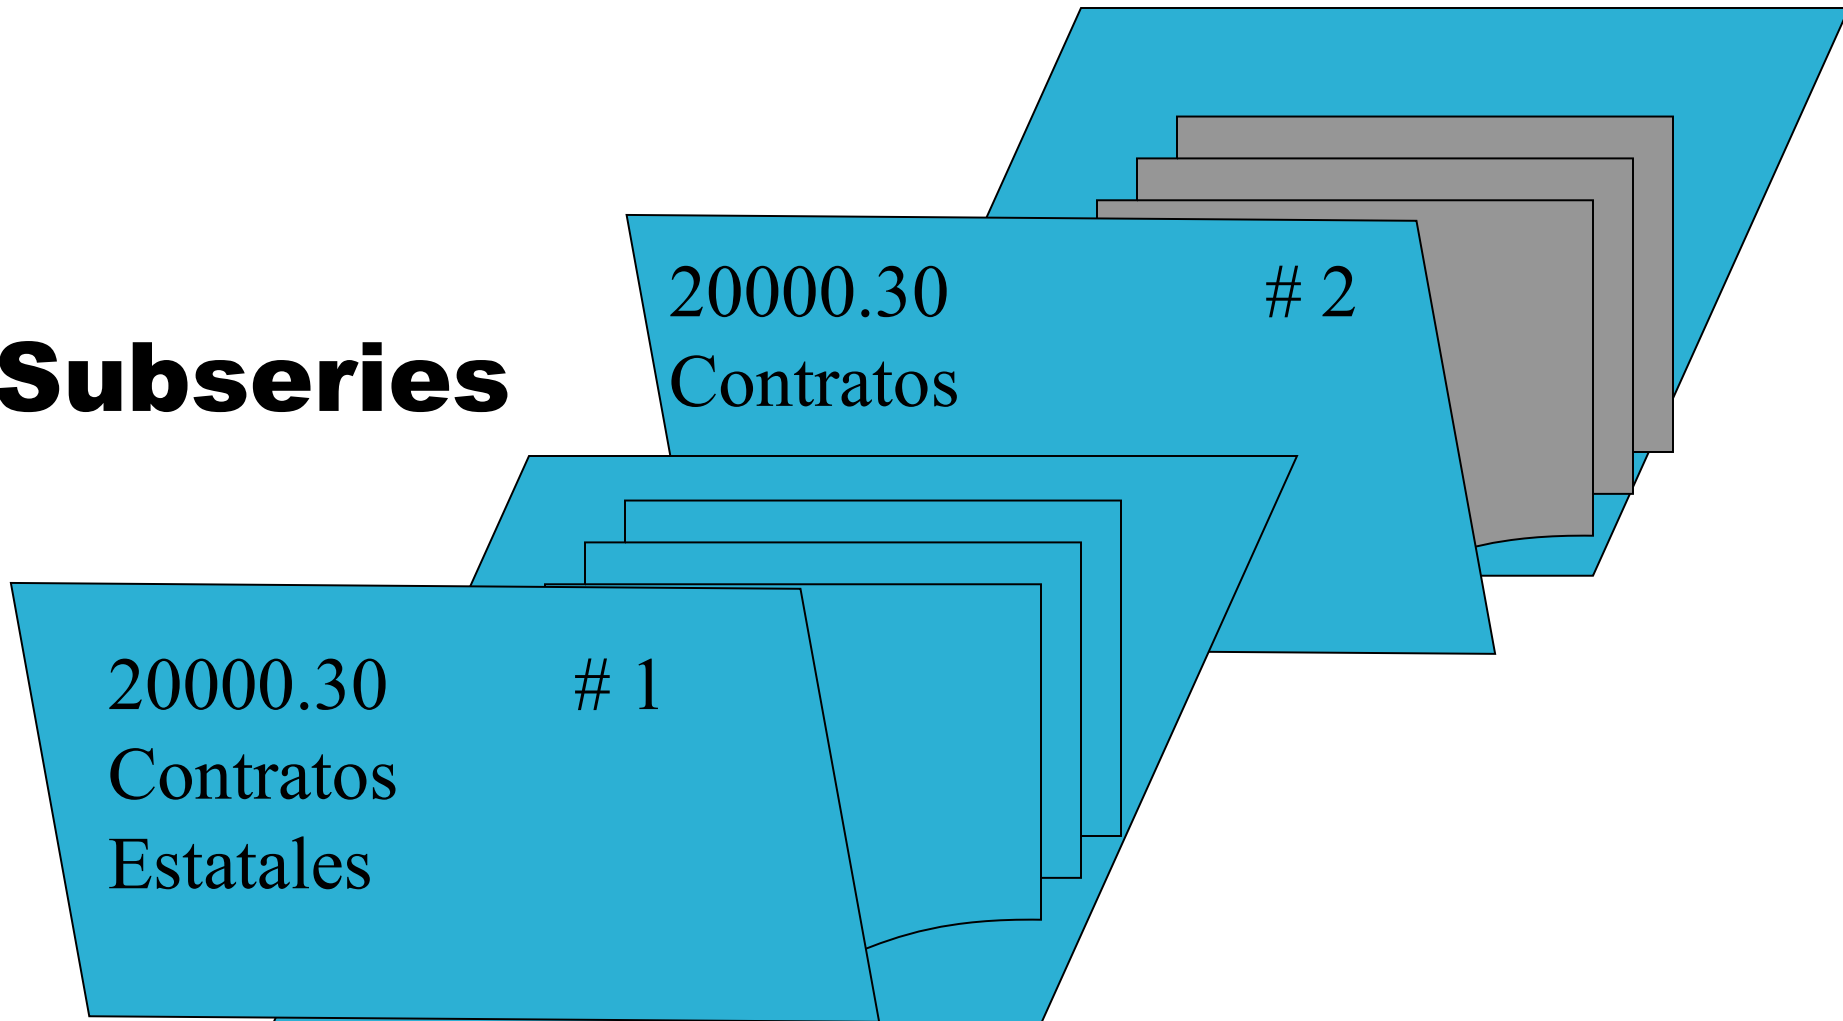 Subseries
20000.30 # 2
Contratos
20000.30 # 1
Contratos
Estatales